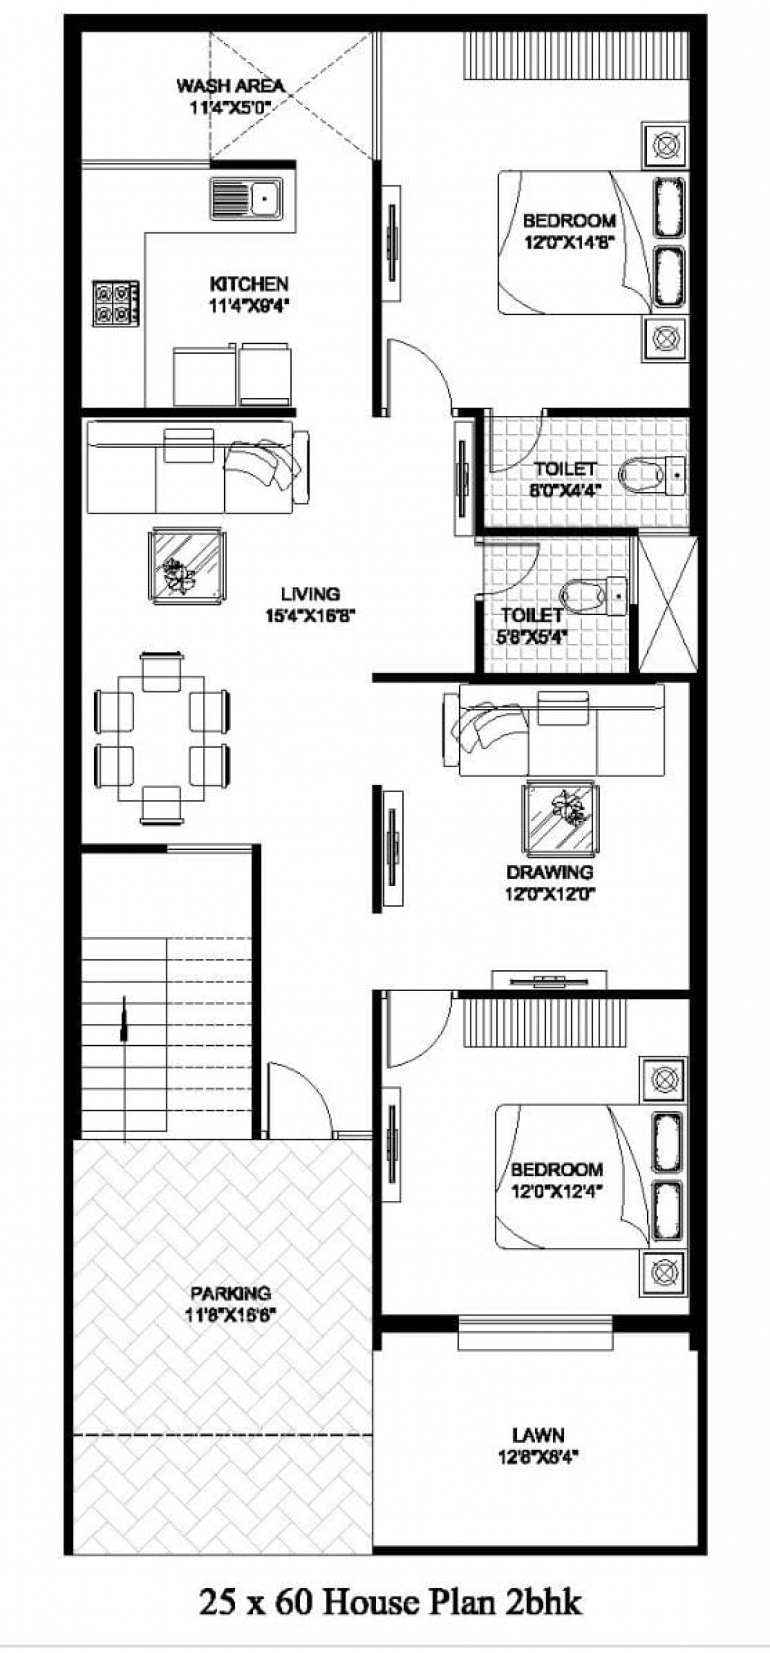 WASH AREA
11'4"X5'0"
BEDROOM
12'0"X14'8"
KITCHEN
11'4"X9'4"
TOILET
8'0"X4'4"
LIVING
15'4"X16'8"
TOILET
5'8"X5'4"
DRAWING
12'0"X12'0"
BEDROOM
12'0"X12'4"
PARKING
11'8"X16'6"
LAWN
12'8"X8'4"
25 x 60 House Plan 2bhk